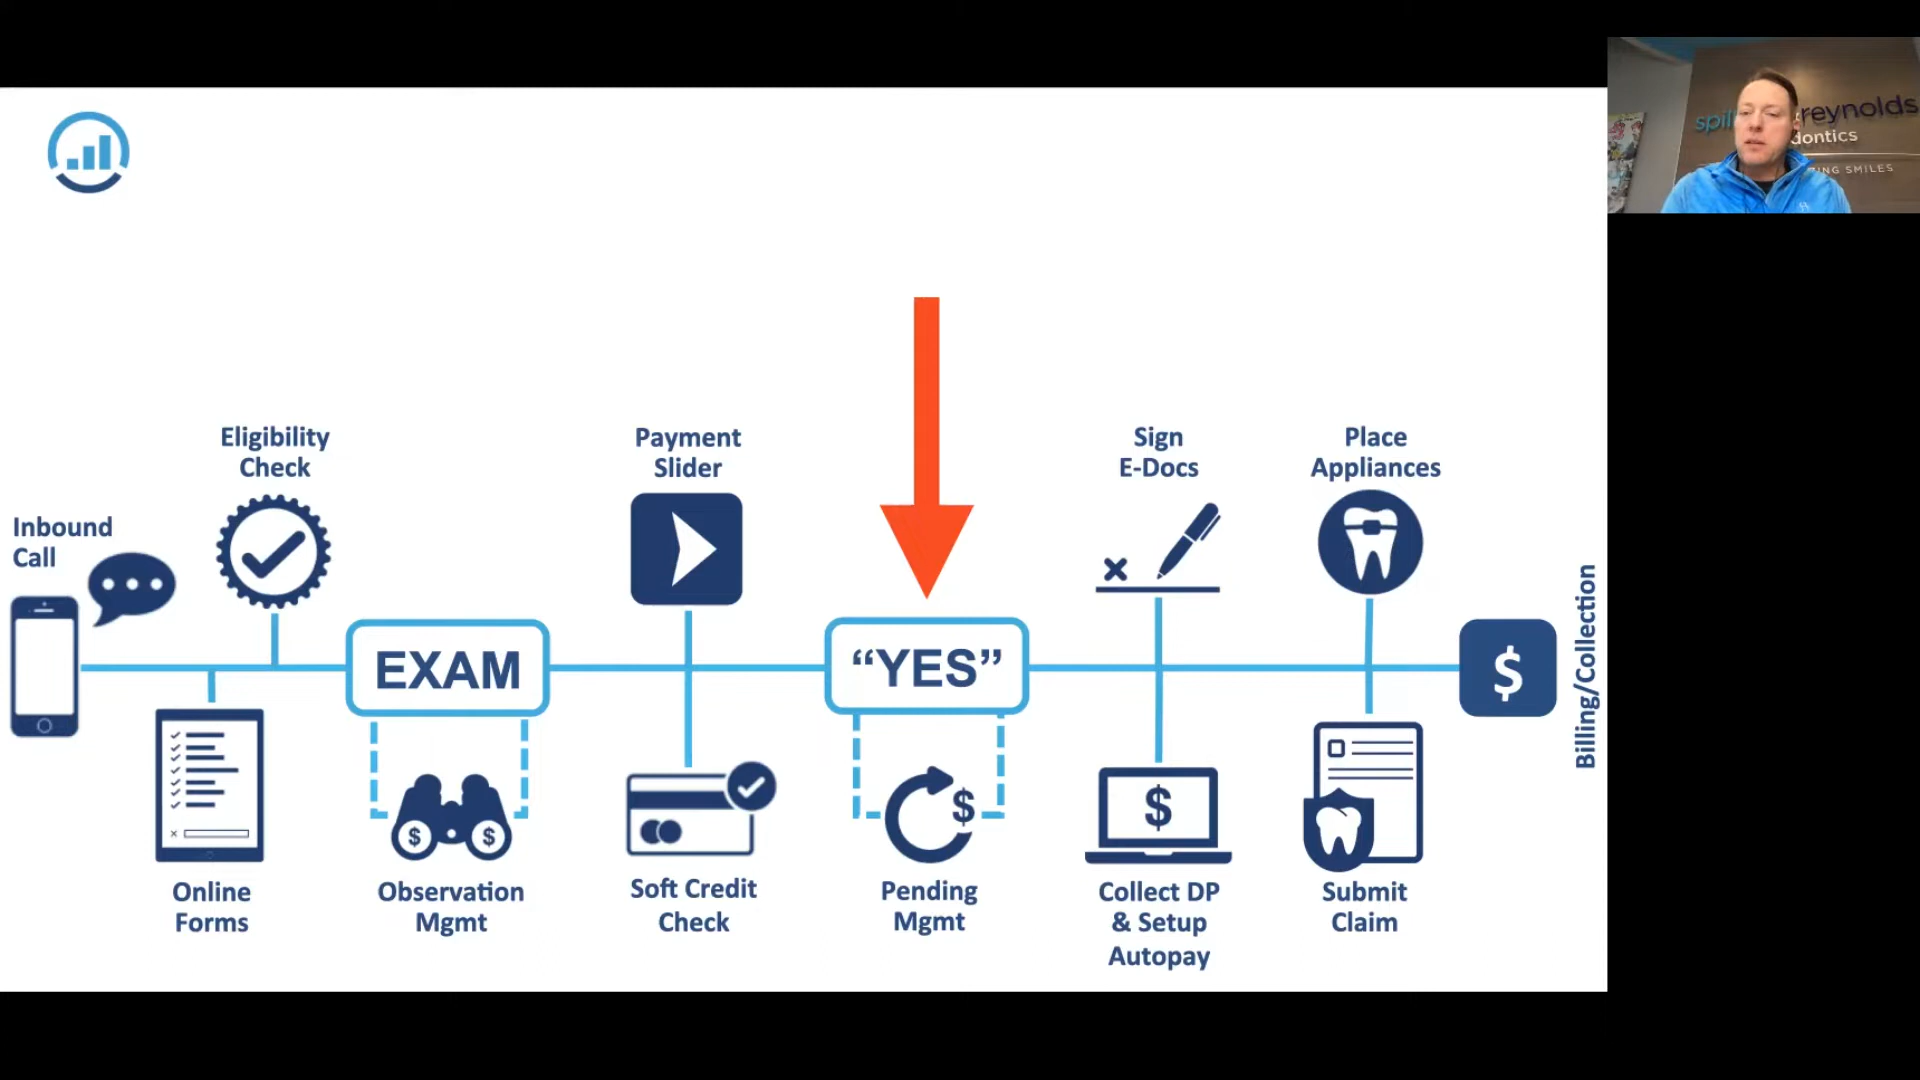 Eligibility
Check
Payment
Slider
Sign
E-Docs
Place
Appliances
Inbound
Call
EXAM
“YES”
$
Billing/Collection
$ $
$
$
Online
Forms
Observation
Mgmt
Soft Credit
Check
Pending
Mgmt
Collect DP
& Setup
Autopay
Submit
Claim
reynolds
SMILES